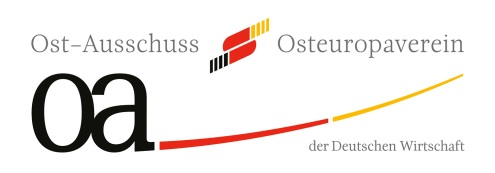 Ost-Ausschuss Osteuropaverein
oa
der Deutschen Wirtschaft